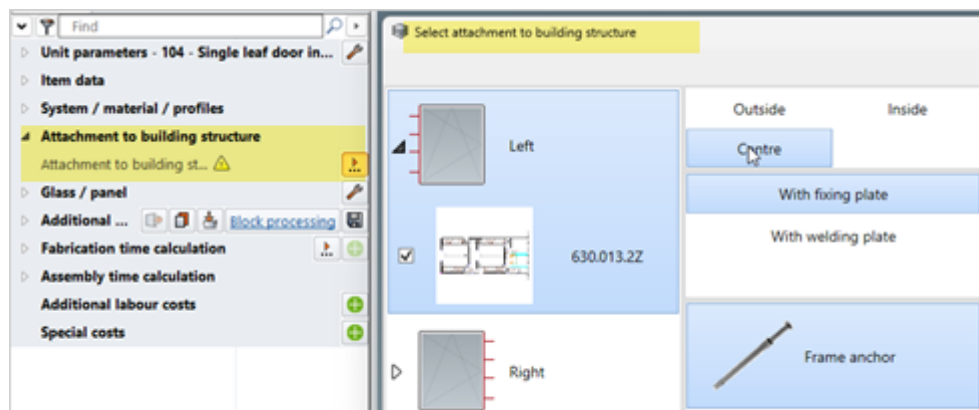 Find
Unit parameters - 104 - Single leaf door in...
Item data
System / material / profiles
Attachment to building structure
Attachment to building st...
Glass / panel
Additional ... Block processing
Fabrication time calculation
Assembly time calculation
Additional labour costs
Special costs
Select attachment to building structure
Left
630.013.2Z
Right
Outside Inside
Centre
With fixing plate
With welding plate
Frame anchor